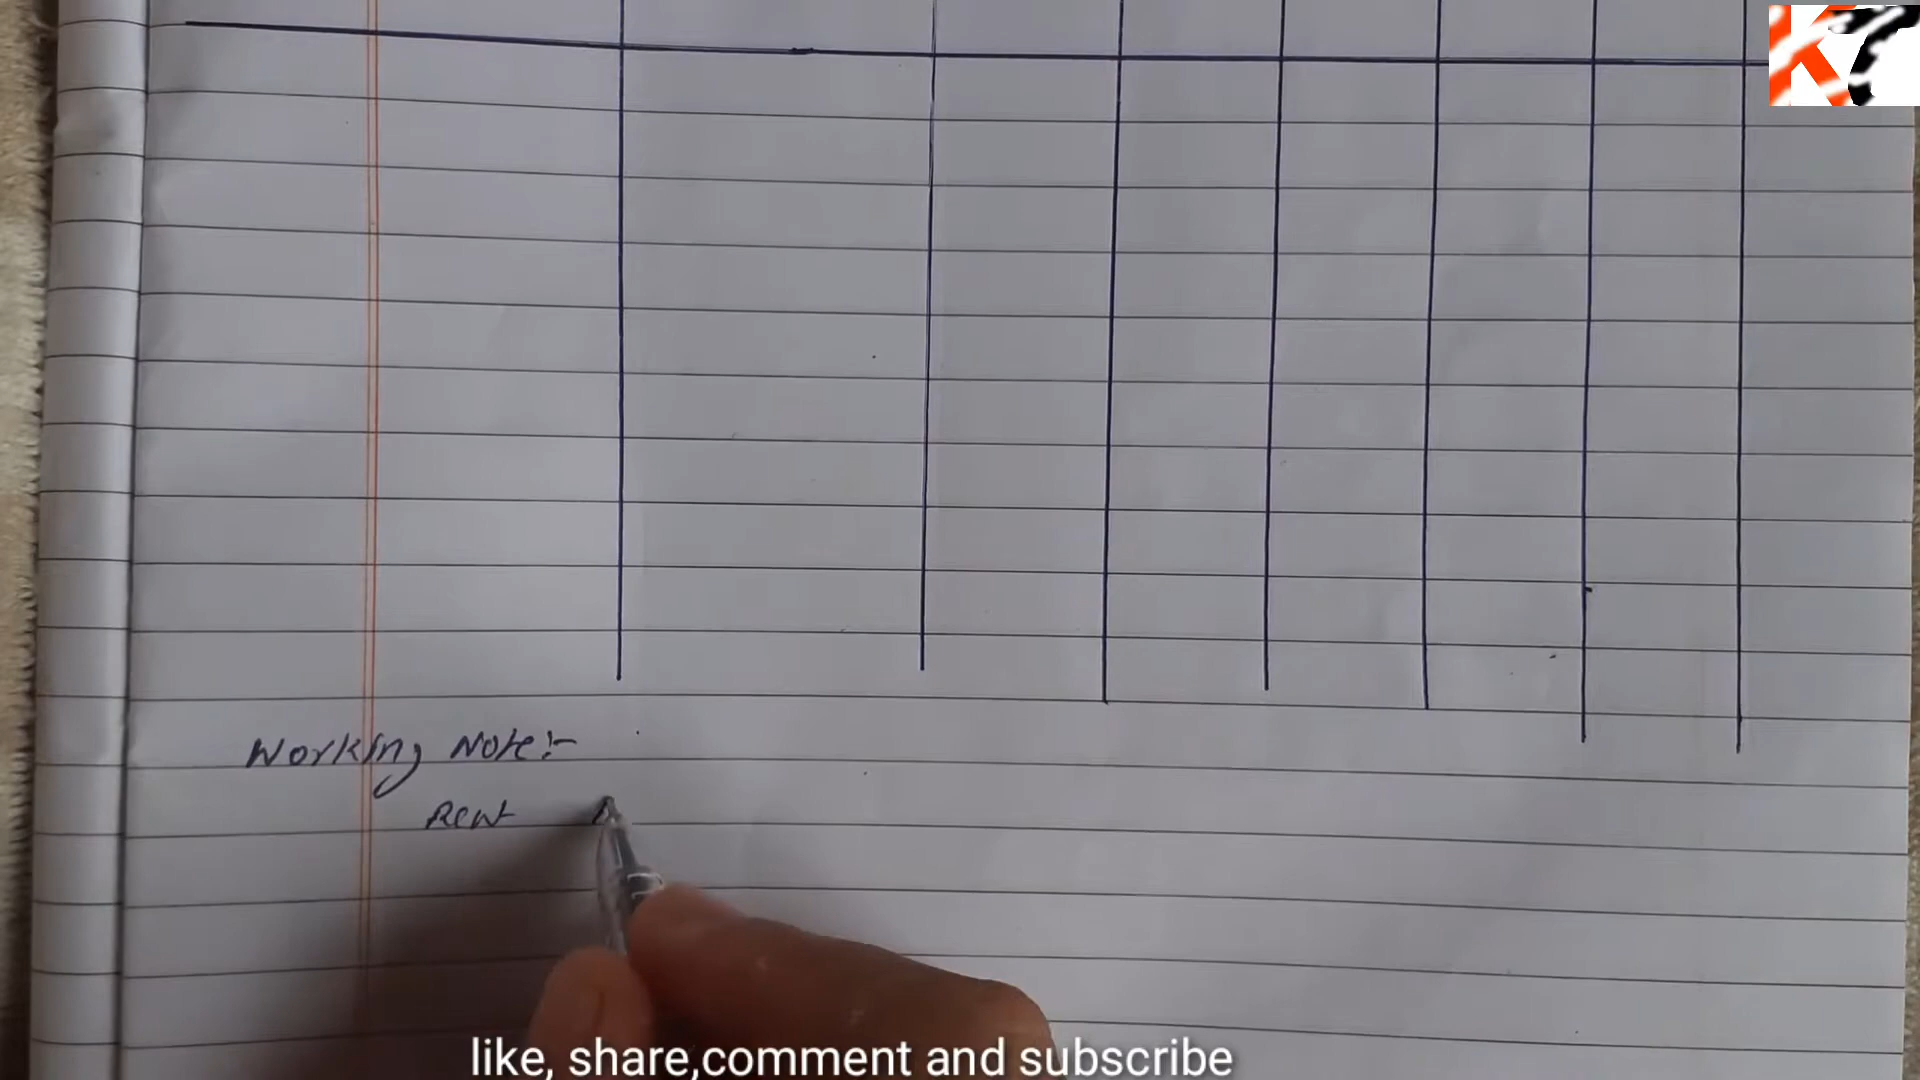 Working Note:-
Rent
like, share,comment and subscribe